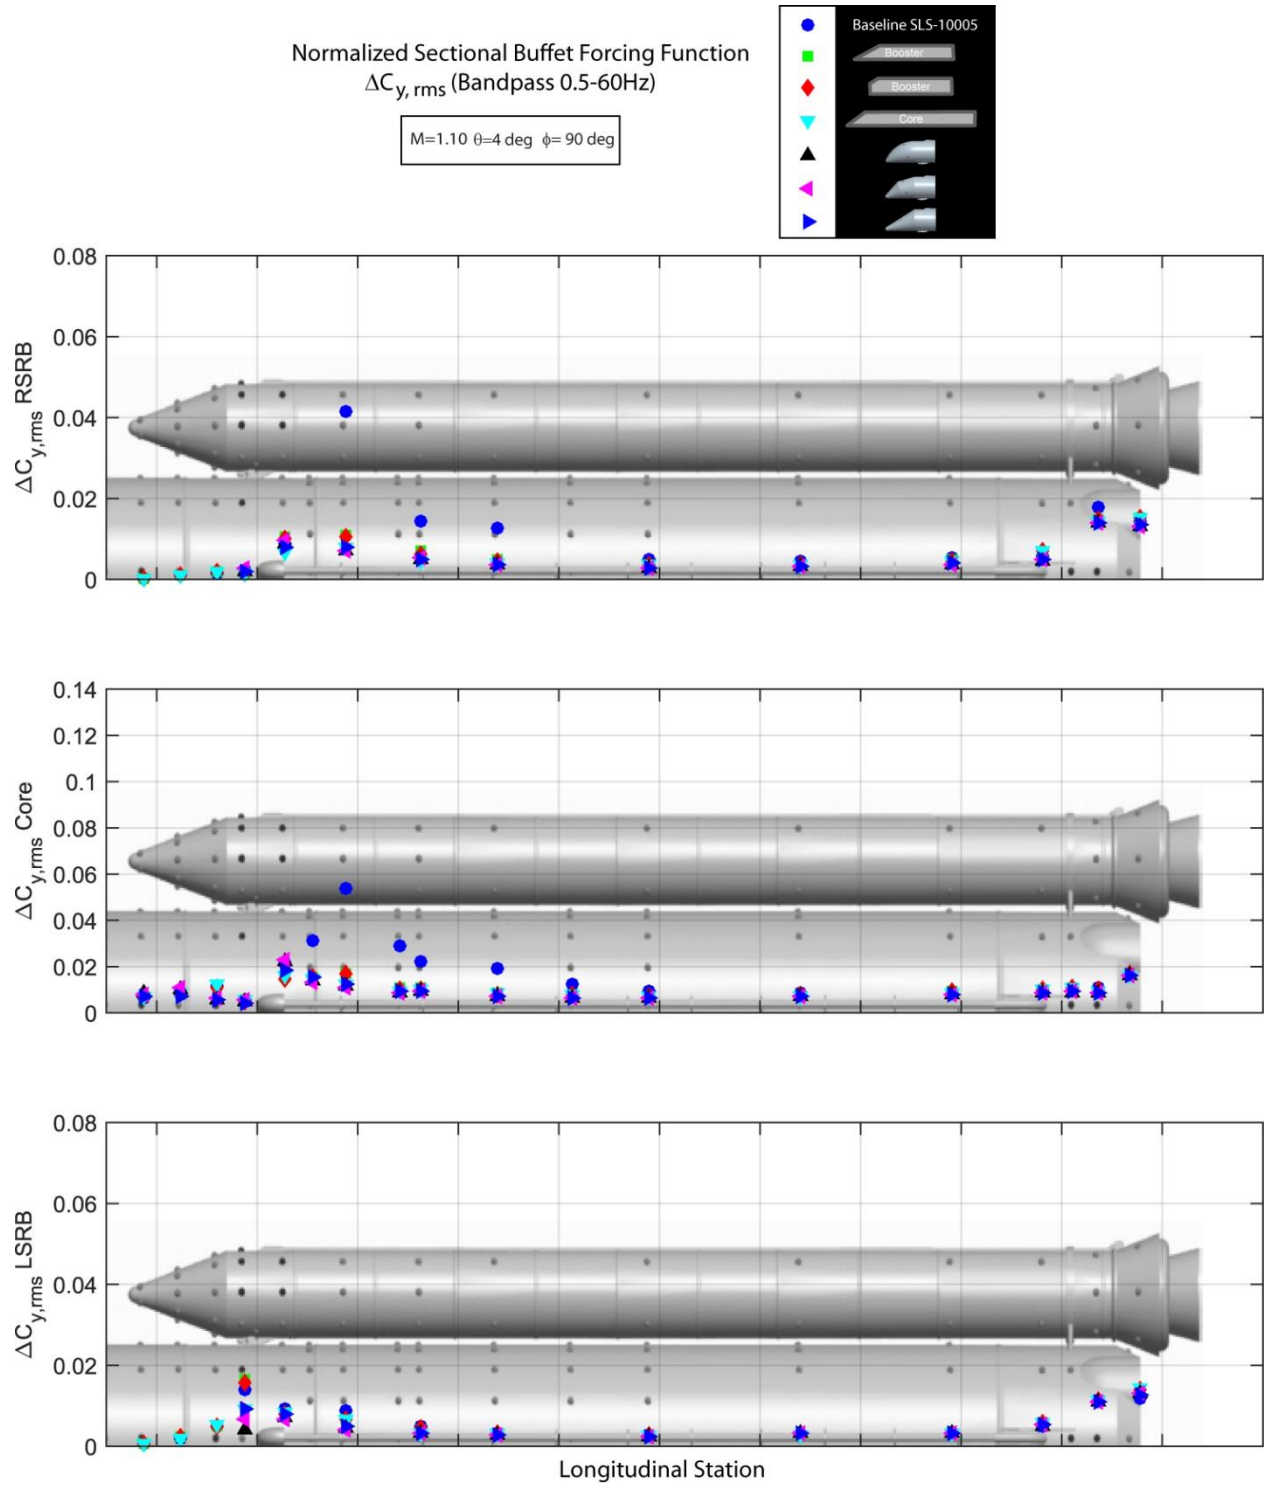 Normalized Sectional Buffet Forcing Function
ΔCy, rms (Bandpass 0.5-60Hz)
M=1.10 θ=4 deg ϕ= 90 deg
Baseline SLS-10005
Booster
Booster
Core
0.08
0.06
0.04
0.02
0
ΔCy,rms RSRB
0.14
0.12
0.1
0.08
0.06
0.04
0.02
0
ΔCy,rms Core
0.08
0.06
0.04
0.02
0
ΔCy,rms LSRB
Longitudinal Station